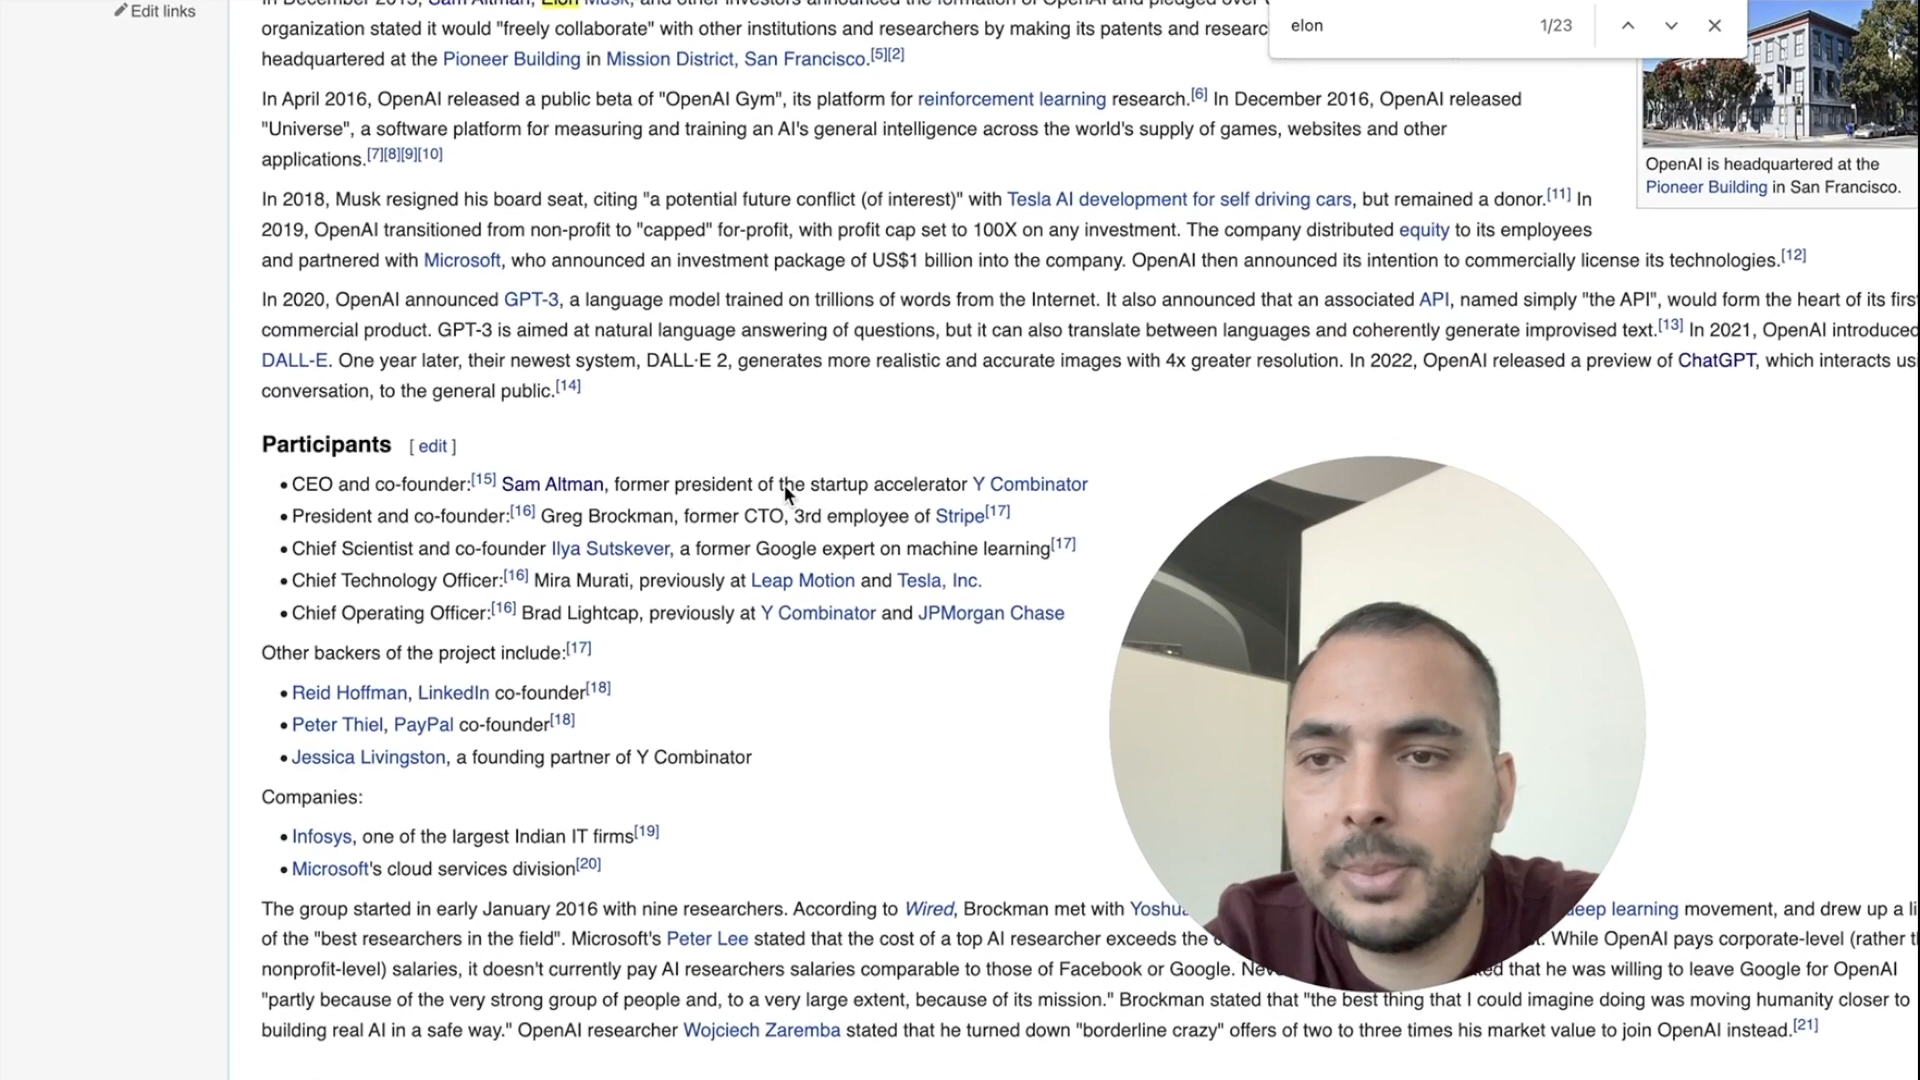 Edit links
In December 2015, Sam Altman, Elon Musk, and other investors announced the formation of OpenAI and pledged over
elon
1/23
organization stated it would "freely collaborate" with other institutions and researchers by making its patents and researc
headquartered at the Pioneer Building in Mission District, San Francisco.[5][2]
In April 2016, OpenAI released a public beta of "OpenAI Gym", its platform for reinforcement learning research.[6] In December 2016, OpenAI released
"Universe", a software platform for measuring and training an AI's general intelligence across the world's supply of games, websites and other
applications.[7][8][9][10]
OpenAI is headquartered at the
Pioneer Building in San Francisco.
In 2018, Musk resigned his board seat, citing "a potential future conflict (of interest)" with Tesla AI development for self driving cars, but remained a donor.[11] In
2019, OpenAI transitioned from non-profit to "capped" for-profit, with profit cap set to 100X on any investment. The company distributed equity to its employees
and partnered with Microsoft, who announced an investment package of US$1 billion into the company. OpenAI then announced its intention to commercially license its technologies.[12]
In 2020, OpenAI announced GPT-3, a language model trained on trillions of words from the Internet. It also announced that an associated API, named simply "the API", would form the heart of its firs
commercial product. GPT-3 is aimed at natural language answering of questions, but it can also translate between languages and coherently generate improvised text.[13] In 2021, OpenAI introduced
DALL-E. One year later, their newest system, DALL·E 2, generates more realistic and accurate images with 4x greater resolution. In 2022, OpenAI released a preview of ChatGPT, which interacts us
conversation, to the general public.[14]
Participants [ edit ]
• CEO and co-founder:[15] Sam Altman, former president of the startup accelerator Y Combinator
• President and co-founder:[16] Greg Brockman, former CTO, 3rd employee of Stripe[17]
• Chief Scientist and co-founder Ilya Sutskever, a former Google expert on machine learning[17]
• Chief Technology Officer:[16] Mira Murati, previously at Leap Motion and Tesla, Inc.
• Chief Operating Officer:[16] Brad Lightcap, previously at Y Combinator and JPMorgan Chase
Other backers of the project include:[17]
• Reid Hoffman, LinkedIn co-founder[18]
• Peter Thiel, PayPal co-founder[18]
• Jessica Livingston, a founding partner of Y Combinator
Companies:
• Infosys, one of the largest Indian IT firms[19]
• Microsoft's cloud services division[20]
The group started in early January 2016 with nine researchers. According to Wired, Brockman met with Yoshua deep learning movement, and drew up a li
of the "best researchers in the field". Microsoft's Peter Lee stated that the cost of a top AI researcher exceeds the . While OpenAI pays corporate-level (rather t
nonprofit-level) salaries, it doesn't currently pay AI researchers salaries comparable to those of Facebook or Google. Neve ed that he was willing to leave Google for OpenAI
"partly because of the very strong group of people and, to a very large extent, because of its mission." Brockman stated that "the best thing that I could imagine doing was moving humanity closer to
building real AI in a safe way." OpenAI researcher Wojciech Zaremba stated that he turned down "borderline crazy" offers of two to three times his market value to join OpenAI instead.[21]